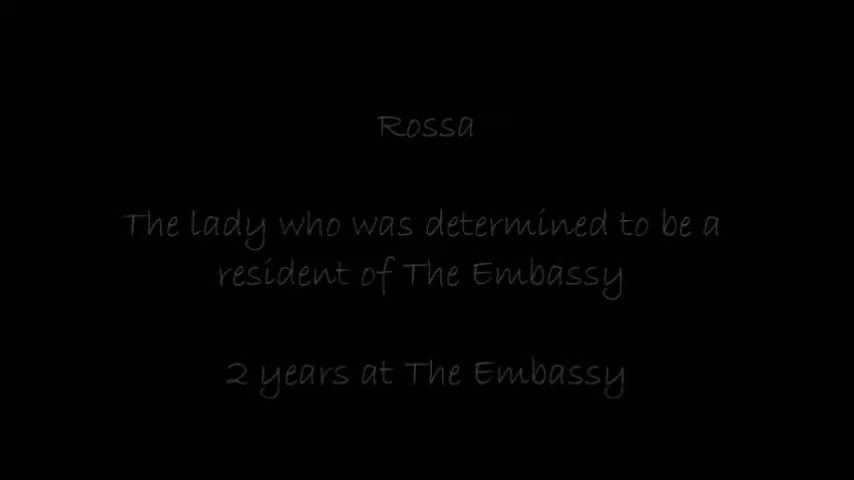 Rossa
The lady who was determined to be a
resident of The Embassy
2 years at The Embassy